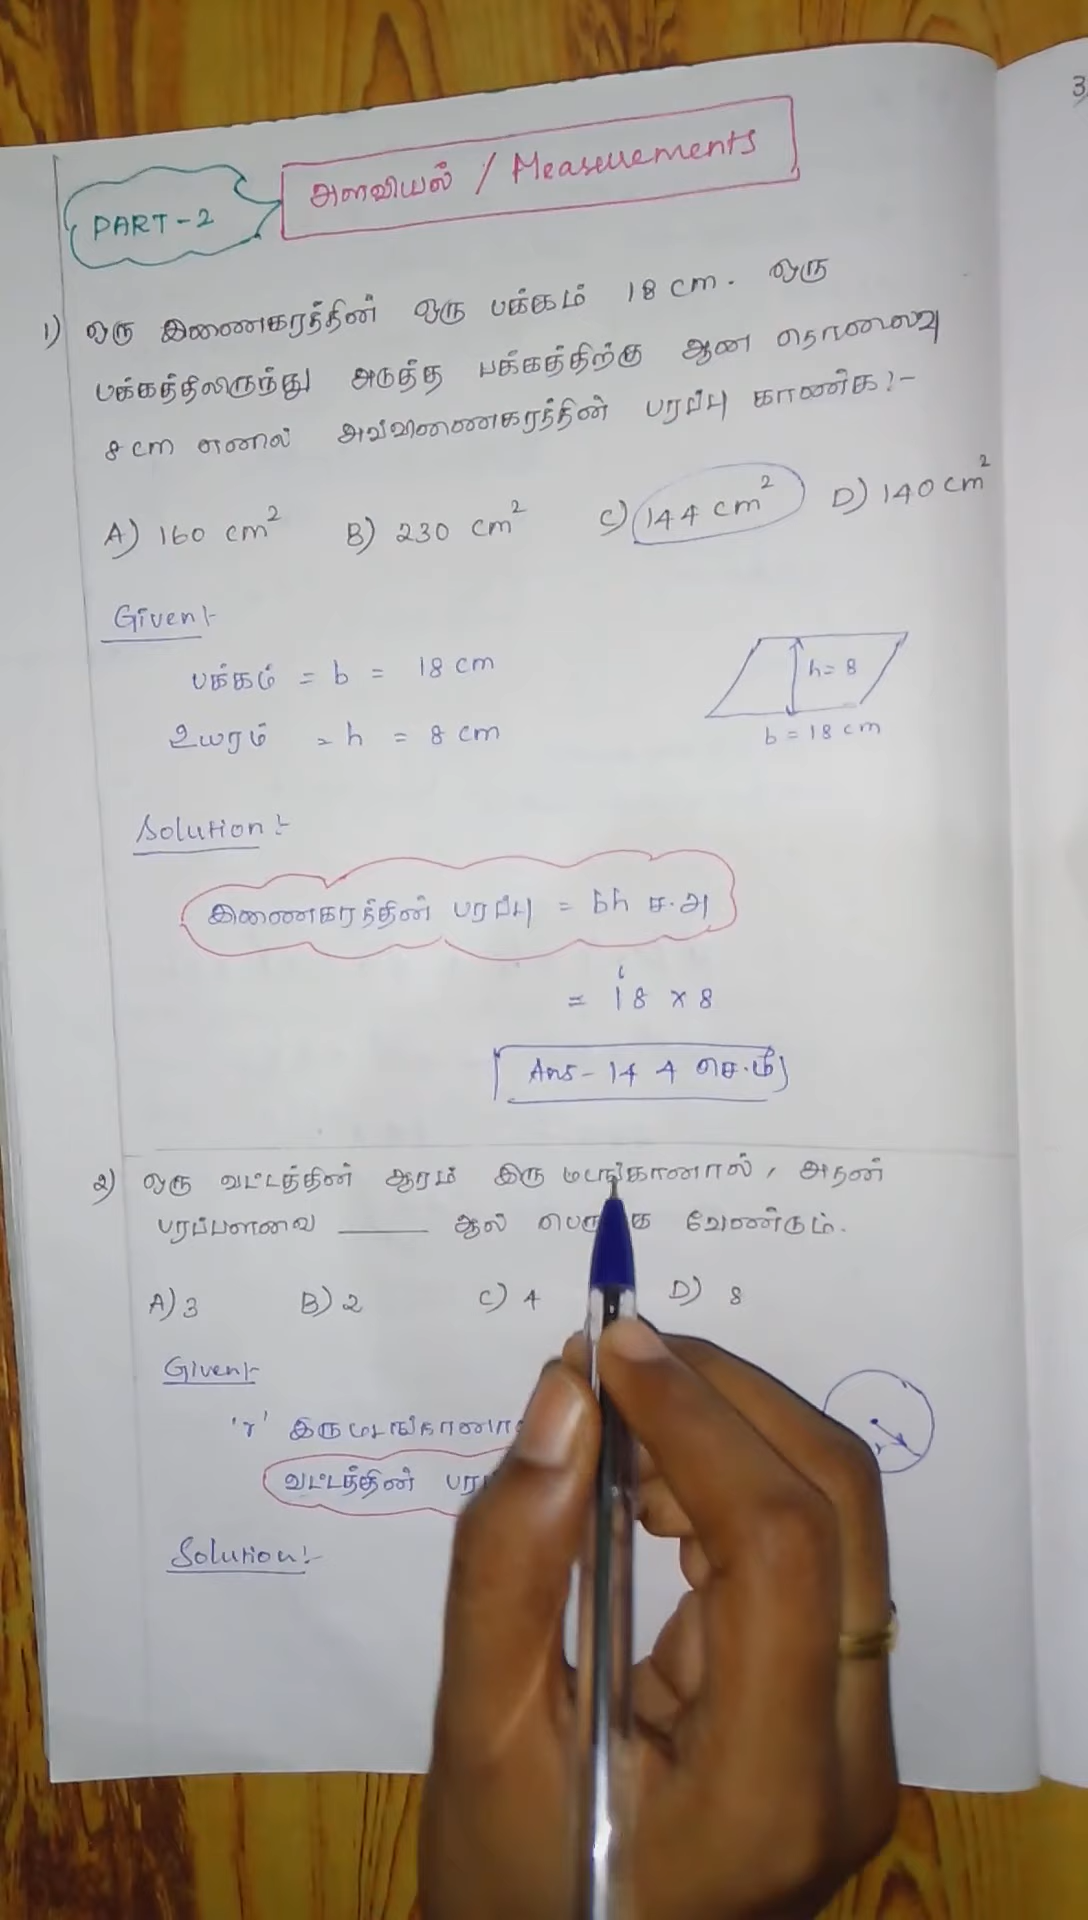 3
PART-2
அளவியல் / Measurements
1) ஒரு இணைகரத்தின் ஒரு பக்கம் 18 cm. ஒரு
பக்கத்திலிருந்து அடுத்த பக்கத்திற்கு ஆன தொலைவு
8 cm எனில் அவ்விணைகரத்தின் பரப்பு காண்க:-
A) 160 cm² B) 230 cm² C) 144 cm² D) 140 cm²
Given:-
பக்கம் = b = 18 cm
உயரம் = h = 8 cm
h = 8
b = 18 cm
Solution:-
இணைகரத்தின் பரப்பு = bh ச.அ
6
= 18 x 8
Ans - 144 செ.மீ
2) ஒரு வட்டத்தின் ஆரம் இரு மடங்கானால், அதன்
பரப்பளவை ______ ஆல் வேண்டும்.
A) 3 B) 2 C) 4 D) 8
Given:-
'r'
r
வட்டத்தின்
Solution:-